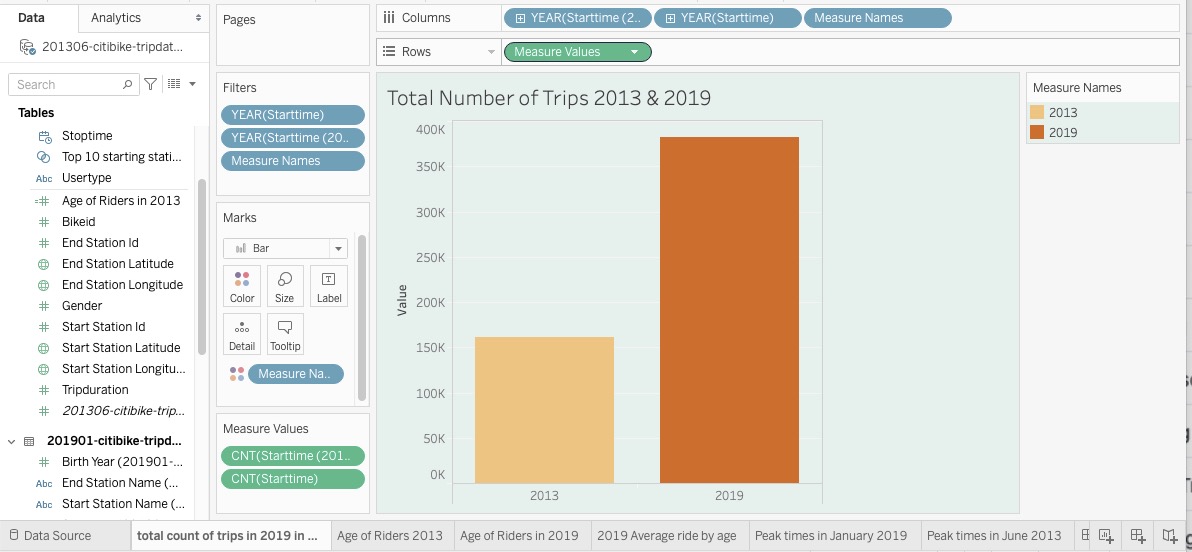 Data
Analytics
201306-citibike-tripdat...
Search
Tables
Stoptime
Top 10 starting stati...
Abc Usertype
Age of Riders in 2013
Bikeid
End Station Id
End Station Latitude
End Station Longitude
Gender
Start Station Id
Start Station Latitude
Start Station Longitu...
Tripduration
201306-citibike-trip...
201901-citibike-tripd...
Birth Year (201901-...
Abc End Station Name (...
Abc Start Station Name (...
Pages
Filters
YEAR(Starttime)
YEAR(Starttime (20..
Measure Names
Marks
Bar
Color
Size
T
Label
Detail
Tooltip
Measure Na..
Measure Values
CNT(Starttime (201..
CNT(Starttime)
Columns
YEAR(Starttime (2..
YEAR(Starttime)
Measure Names
Rows
Measure Values
Total Number of Trips 2013 & 2019
400K
350K
300K
250K
200K
150K
100K
50K
0K
Value
2013
2019
Measure Names
2013
2019
Data Source
total count of trips in 2019 in ...
Age of Riders 2013
Age of Riders in 2019
2019 Average ride by age
Peak times in January 2019
Peak times in June 2013